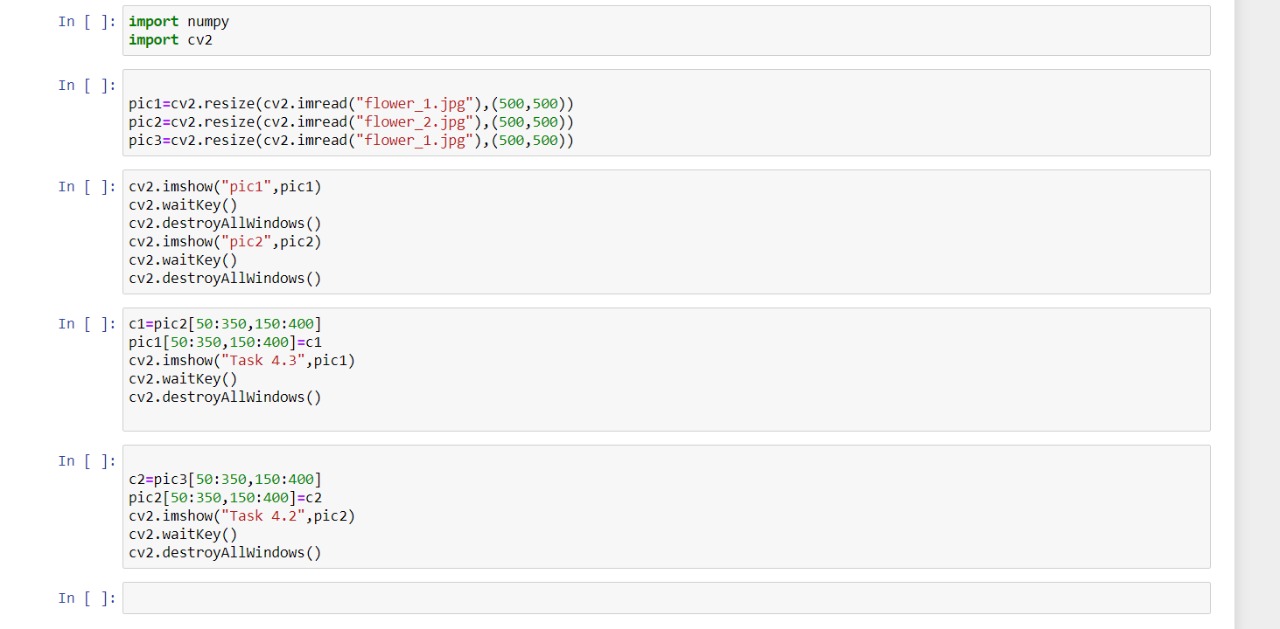 In [ ]: import numpy
import cv2
In [ ]:
pic1=cv2.resize(cv2.imread("flower_1.jpg"),(500,500))
pic2=cv2.resize(cv2.imread("flower_2.jpg"),(500,500))
pic3=cv2.resize(cv2.imread("flower_1.jpg"),(500,500))
In [ ]: cv2.imshow("pic1",pic1)
cv2.waitKey()
cv2.destroyAllWindows()
cv2.imshow("pic2",pic2)
cv2.waitKey()
cv2.destroyAllWindows()
In [ ]: c1=pic2[50:350,150:400]
pic1[50:350,150:400]=c1
cv2.imshow("Task 4.3",pic1)
cv2.waitKey()
cv2.destroyAllWindows()
In [ ]:
c2=pic3[50:350,150:400]
pic2[50:350,150:400]=c2
cv2.imshow("Task 4.2",pic2)
cv2.waitKey()
cv2.destroyAllWindows()
In [ ]: